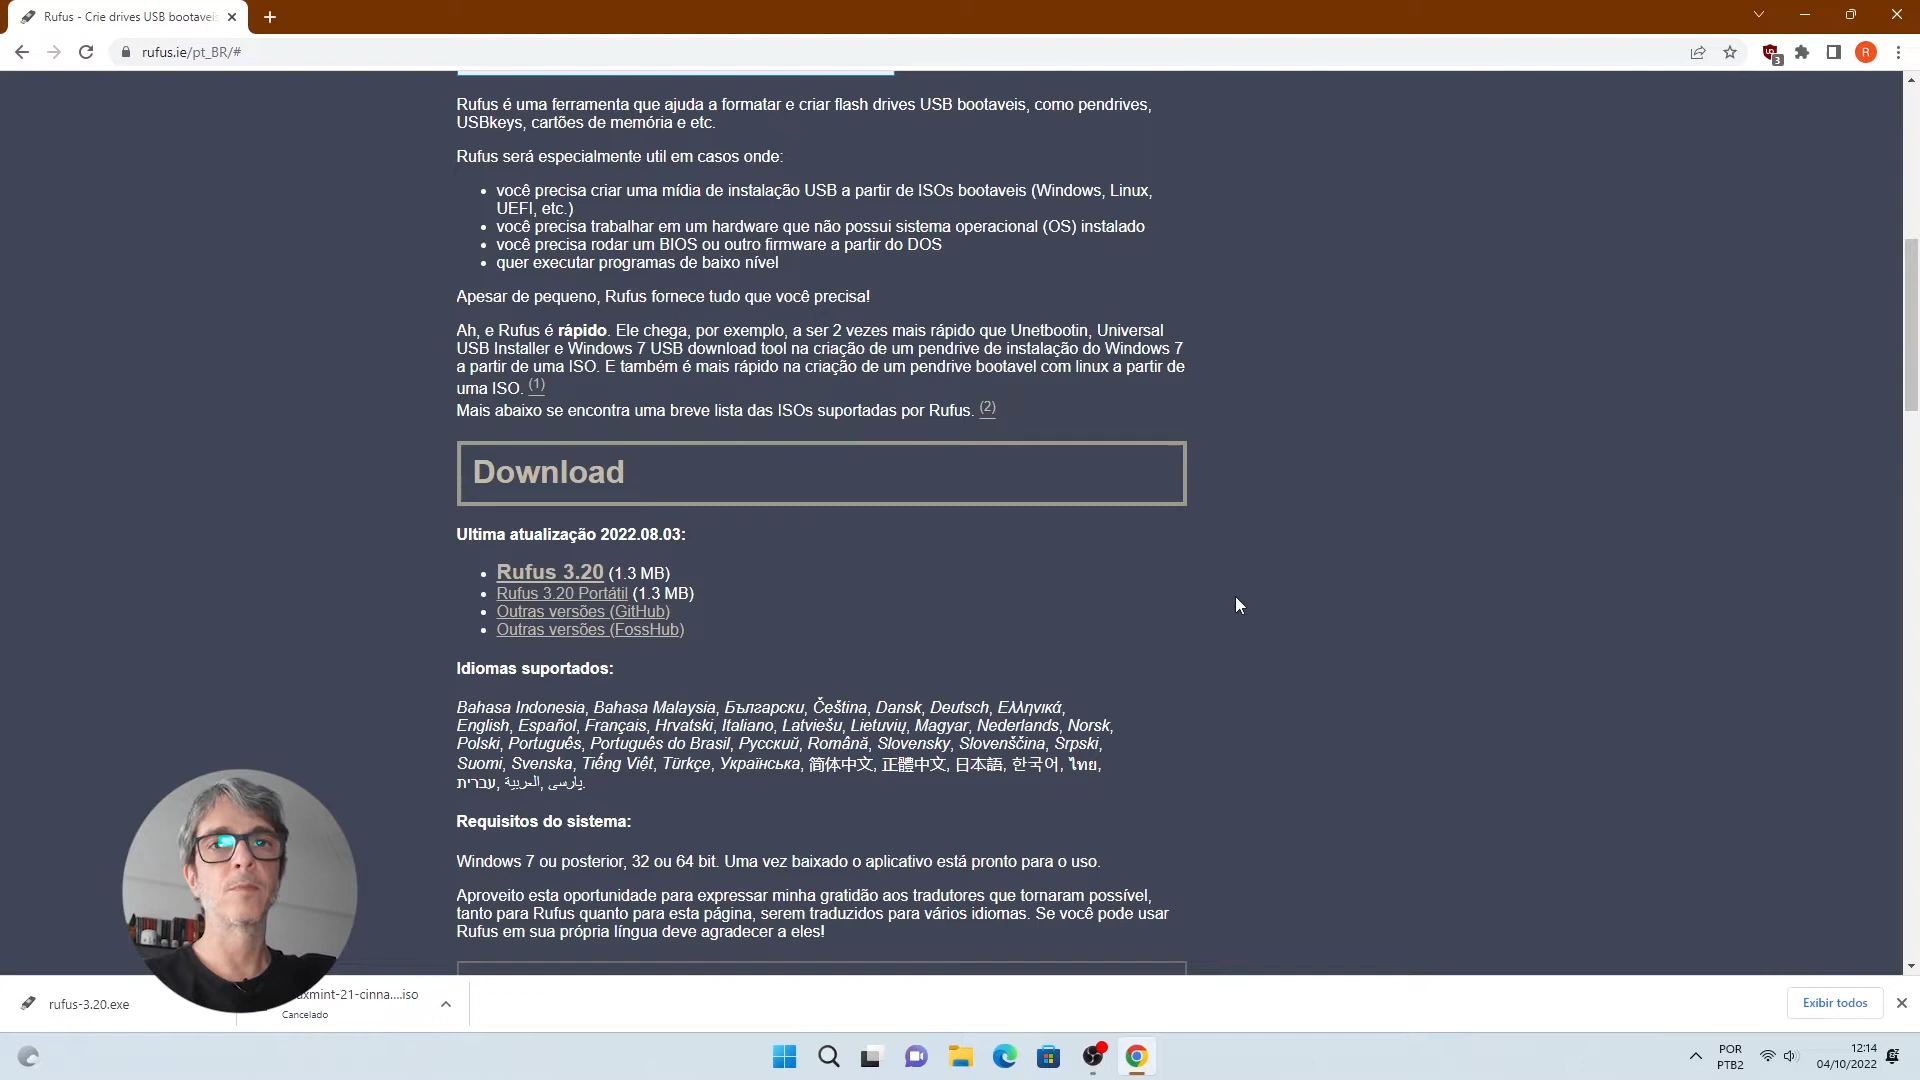 Rufus - Crie drives USB bootaveis
rufus.ie/pt_BR/#
3
R
Rufus é uma ferramenta que ajuda a formatar e criar flash drives USB bootaveis, como pendrives,
USBkeys, cartões de memória e etc.
Rufus será especialmente util em casos onde:
você precisa criar uma mídia de instalação USB a partir de ISOs bootaveis (Windows, Linux,
UEFI, etc.)
você precisa trabalhar em um hardware que não possui sistema operacional (OS) instalado
você precisa rodar um BIOS ou outro firmware a partir do DOS
quer executar programas de baixo nível
Apesar de pequeno, Rufus fornece tudo que você precisa!
Ah, e Rufus é rápido. Ele chega, por exemplo, a ser 2 vezes mais rápido que Unetbootin, Universal
USB Installer e Windows 7 USB download tool na criação de um pendrive de instalação do Windows 7
a partir de uma ISO. E também é mais rápido na criação de um pendrive bootavel com linux a partir de
uma ISO. (1)
Mais abaixo se encontra uma breve lista das ISOs suportadas por Rufus. (2)
Download
Ultima atualização 2022.08.03:
Rufus 3.20 (1.3 MB)
Rufus 3.20 Portátil (1.3 MB)
Outras versões (GitHub)
Outras versões (FossHub)
Idiomas suportados:
Bahasa Indonesia, Bahasa Malaysia, Български, Čeština, Dansk, Deutsch, Ελληνικά,
English, Español, Français, Hrvatski, Italiano, Latviešu, Lietuvių, Magyar, Nederlands, Norsk,
Polski, Português, Português do Brasil, Русский, Română, Slovensky, Slovenščina, Srpski,
Suomi, Svenska, Tiếng Việt, Türkçe, Українська, 简体中文, 正體中文, 日本語, 한국어, ไทย,
עברית, العربية, پارسی.
Requisitos do sistema:
Windows 7 ou posterior, 32 ou 64 bit. Uma vez baixado o aplicativo está pronto para o uso.
Aproveito esta oportunidade para expressar minha gratidão aos tradutores que tornaram possível,
tanto para Rufus quanto para esta página, serem traduzidos para vários idiomas. Se você pode usar
Rufus em sua própria língua deve agradecer a eles!
rufus-3.20.exe
uxmint-21-cinna....iso
Cancelado
Exibir todos
POR
PTB2
12:14
04/10/2022